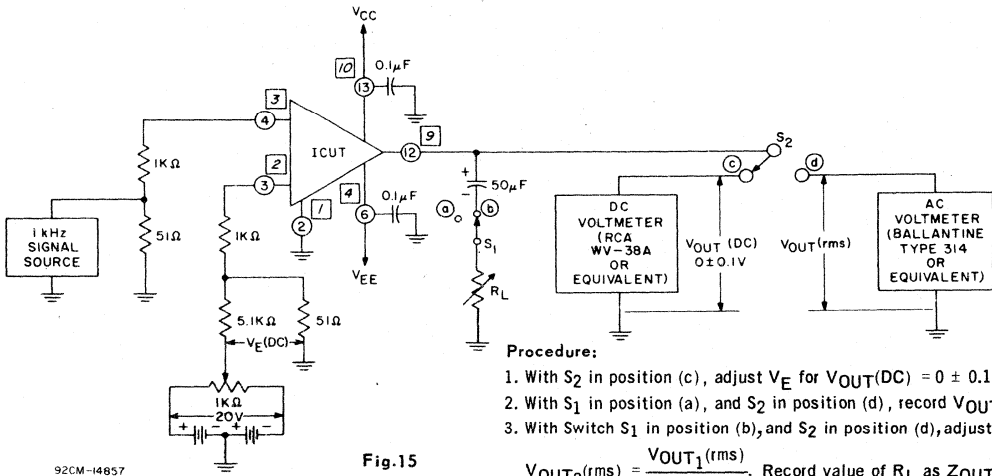 VCC
10
0.1μF
13
3
4
ICUT
9
12
S2
1KΩ
2
3
4
0.1μF
1
2
6
+
50μF
-
c
d
a
b
S1
1 kHz
SIGNAL
SOURCE
51Ω
1KΩ
VEE
RL
DC
VOLTMETER
(RCA
WV-38A
OR
EQUIVALENT)
VOUT (DC)
0±0.1V
VOUT(rms)
AC
VOLTMETER
(BALLANTINE
TYPE 314
OR
EQUIVALENT)
5.1KΩ
51Ω
VE(DC)
1KΩ
20V
+ - + -
Procedure:
1. With S2 in position (c), adjust VE for VOUT(DC) = 0 ± 0.1
2. With S1 in position (a), and S2 in position (d), record VOU
3. With Switch S1 in position (b), and S2 in position (d), adjust
VOUT2(rms) = VOUT1(rms) . Record value of RL as ZOUT
92CM-14857
Fig.15